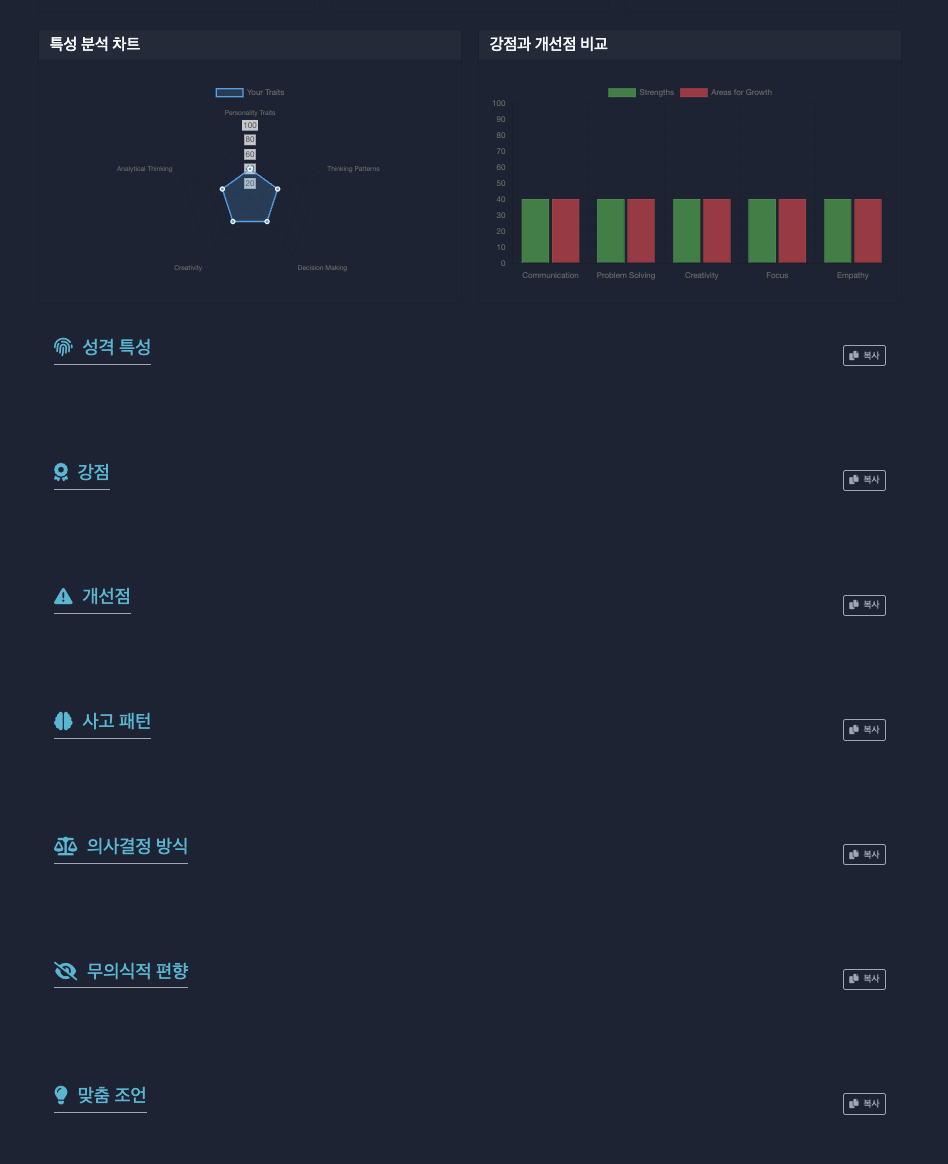 특성 분석 차트
Your Traits
Personality Traits
100
80
60
20
Analytical Thinking
Thinking Patterns
Creativity
Decision Making
강점과 개선점 비교
Strengths
Areas for Growth
100
90
80
70
60
50
40
30
20
10
0
Communication
Problem Solving
Creativity
Focus
Empathy
성격 특성
복사
강점
복사
개선점
복사
사고 패턴
복사
의사결정 방식
복사
무의식적 편향
복사
맞춤 조언
복사